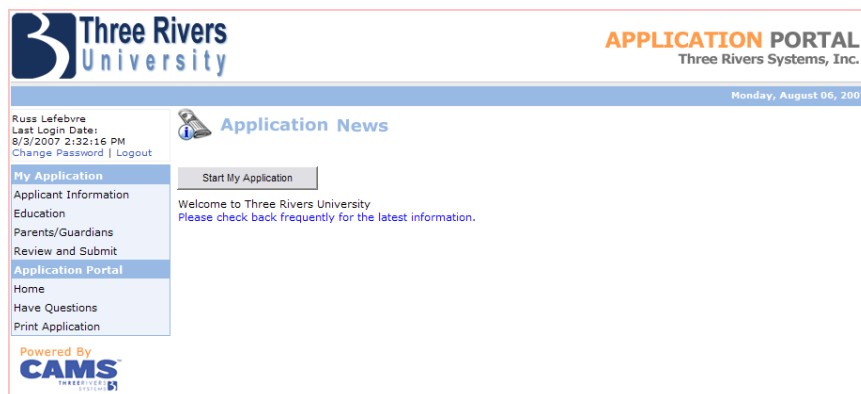 Three Rivers
University
APPLICATION PORTAL
Three Rivers Systems, Inc.
Monday, August 06, 200
Russ Lefebvre
Last Login Date:
8/3/2007 2:32:16 PM
Change Password | Logout
Application News
My Application
Applicant Information
Education
Parents/Guardians
Review and Submit
Application Portal
Home
Have Questions
Print Application
Start My Application
Welcome to Three Rivers University
Please check back frequently for the latest information.
Powered By
CAMS
THREE RIVERS
SYSTEMS